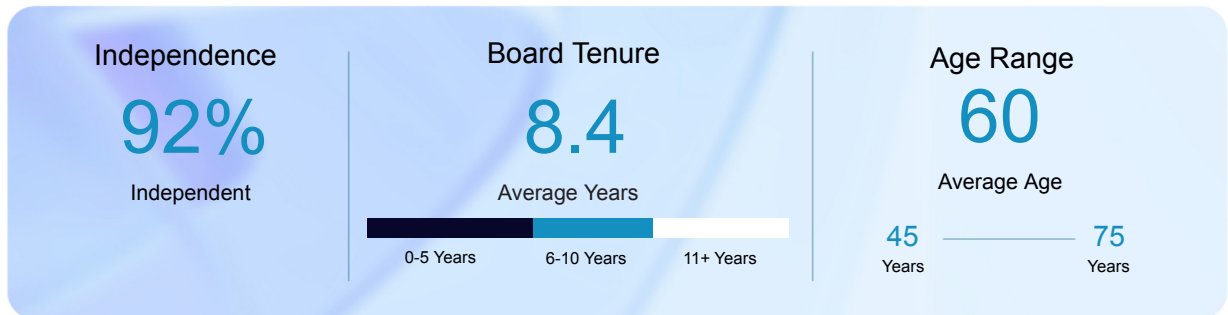 Independence
92%
Independent
Board Tenure
8.4
Average Years
0-5 Years
6-10 Years
11+ Years
Age Range
60
Average Age
45
Years
75
Years